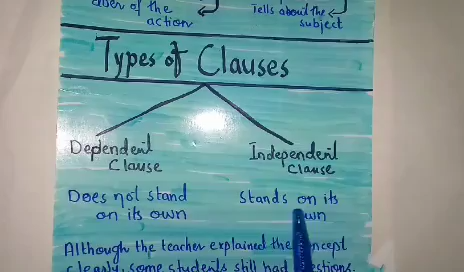 doer of the
action
Tells about the
subject
Types of Clauses
Dependent
Clause
Independent
Clause
Does not stand
on its own
Stands on its
own
Although the teacher explained the concept
clearly, some students still had questions.